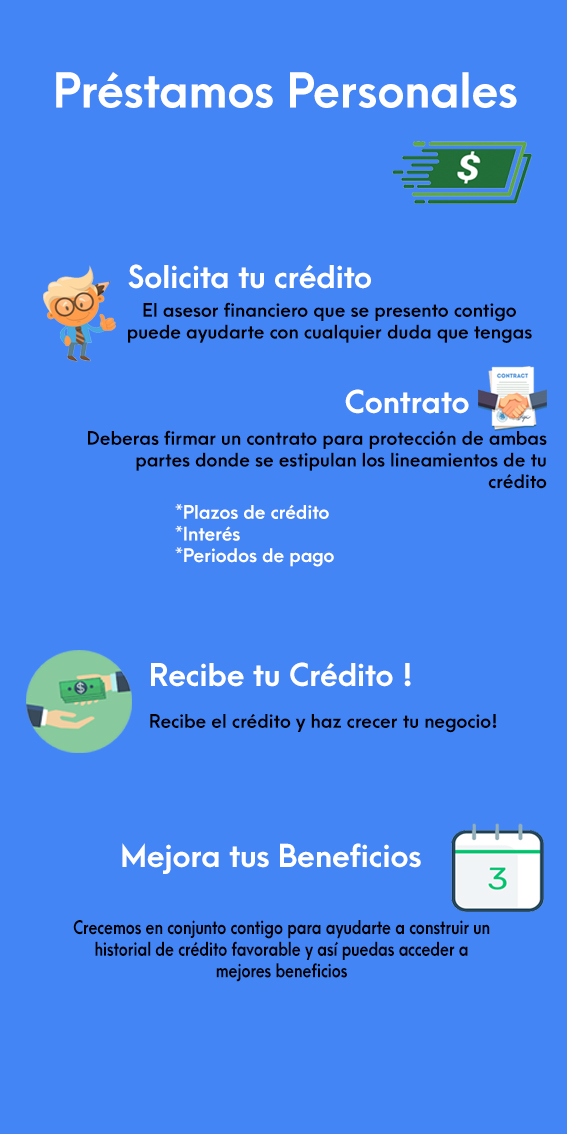 Préstamos Personales
$
Solicita tu crédito
El asesor financiero que se presento contigo
puede ayudarte con cualquier duda que tengas
CONTRACT
Contrato
Deberas firmar un contrato para protección de ambas
partes donde se estipulan los lineamientos de tu
crédito
*Plazos de crédito
*Interés
*Periodos de pago
$
Recibe tu Crédito !
Recibe el crédito y haz crecer tu negocio!
Mejora tus Beneficios
3
Crecemos en conjunto contigo para ayudarte a construir un
historial de crédito favorable y así puedas acceder a
mejores beneficios